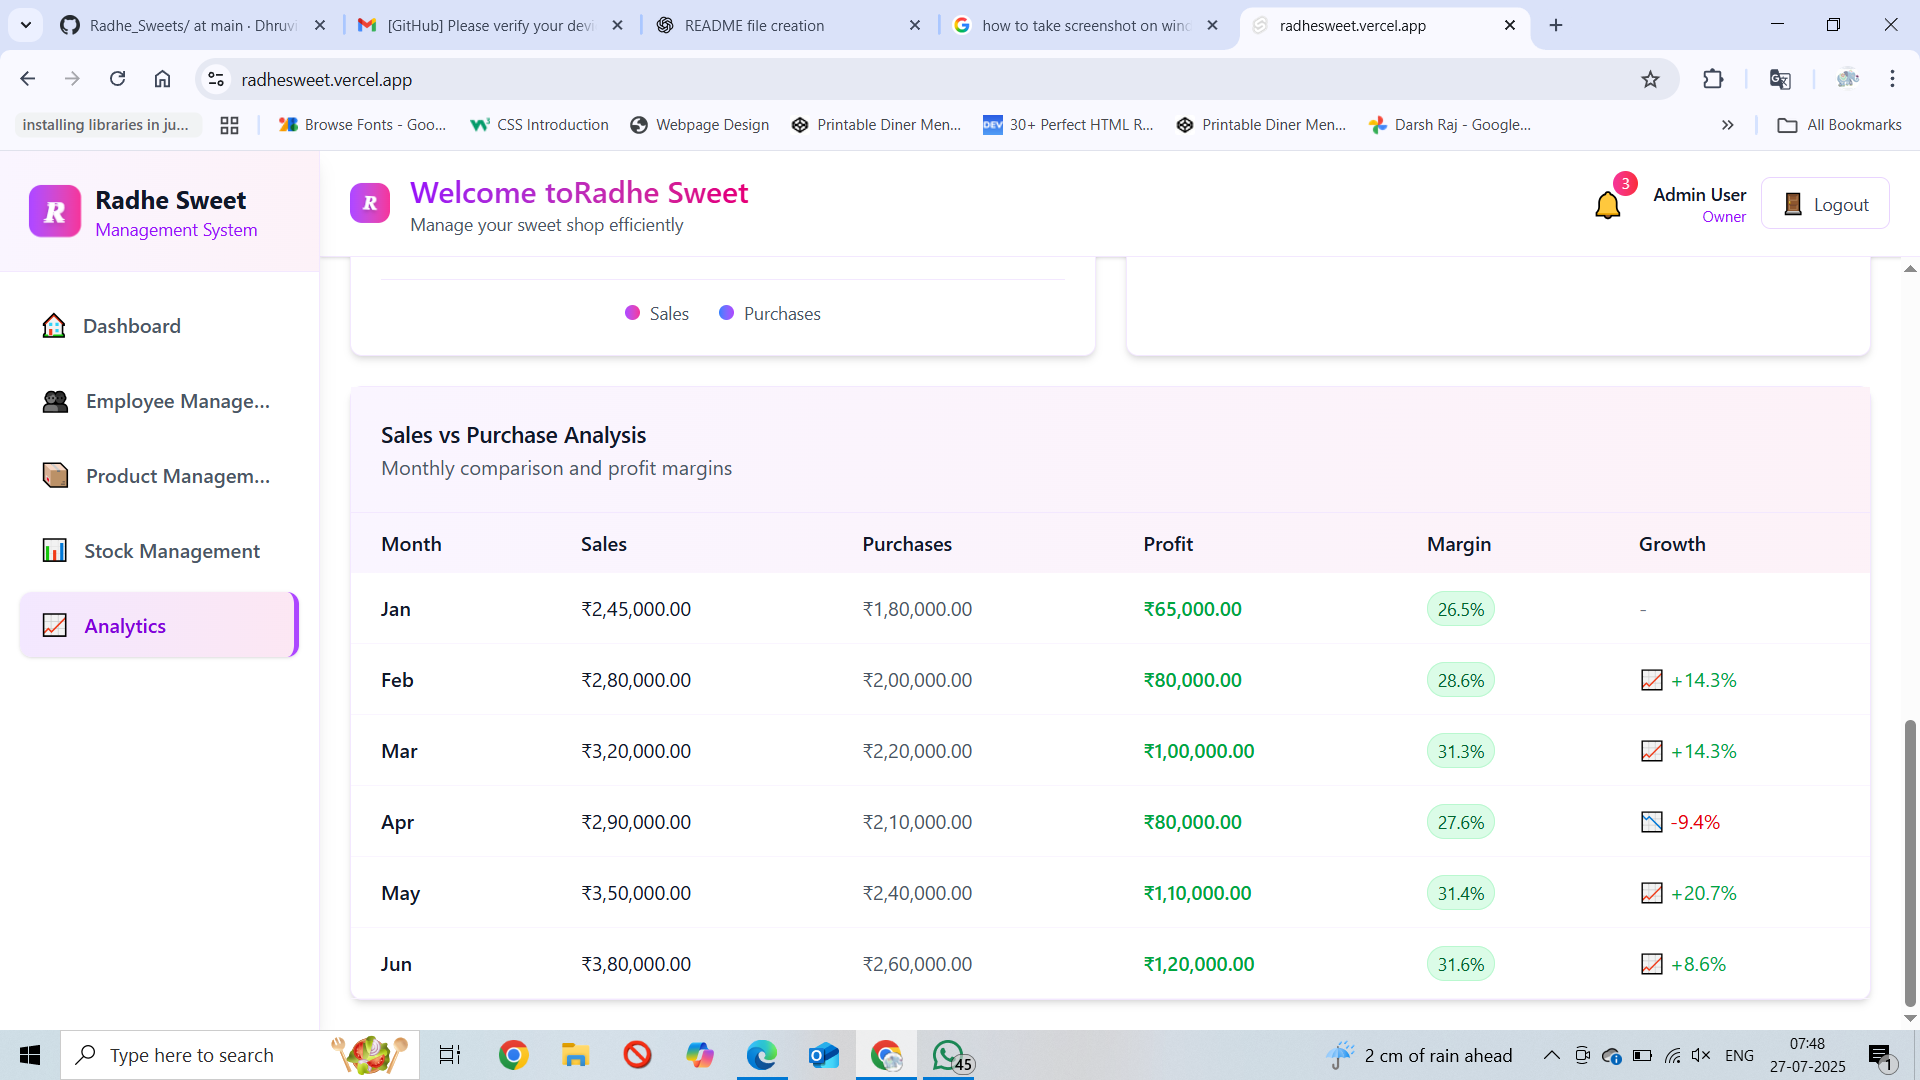 Radhe_Sweets/ at main · Dhruvi
[GitHub] Please verify your devi
README file creation
how to take screenshot on wind
radhesweet.vercel.app
radhesweet.vercel.app
installing libraries in ju...
Browse Fonts - Goo...
CSS Introduction
Webpage Design
Printable Diner Men...
DEV
30+ Perfect HTML R...
Printable Diner Men...
Darsh Raj - Google...
All Bookmarks
R
Radhe Sweet
Management System
R
Welcome toRadhe Sweet
Manage your sweet shop efficiently
3
Admin User
Owner
Logout
Dashboard
Employee Manage...
Product Managem...
Stock Management
Analytics
Sales
Purchases
Sales vs Purchase Analysis
Monthly comparison and profit margins
Month Sales Purchases Profit Margin Growth
Jan ₹2,45,000.00 ₹1,80,000.00 ₹65,000.00 26.5% -
Feb ₹2,80,000.00 ₹2,00,000.00 ₹80,000.00 28.6% +14.3%
Mar ₹3,20,000.00 ₹2,20,000.00 ₹1,00,000.00 31.3% +14.3%
Apr ₹2,90,000.00 ₹2,10,000.00 ₹80,000.00 27.6% -9.4%
May ₹3,50,000.00 ₹2,40,000.00 ₹1,10,000.00 31.4% +20.7%
Jun ₹3,80,000.00 ₹2,60,000.00 ₹1,20,000.00 31.6% +8.6%
Type here to search
45
2 cm of rain ahead
ENG
07:48
27-07-2025
1